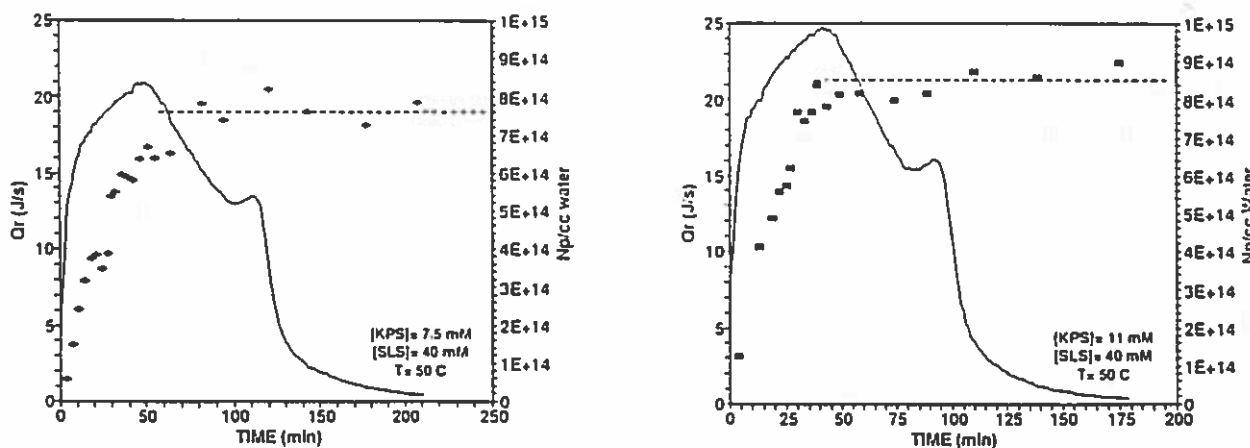 25
20
15
10
5
0
Qr (J/s)
0
50
100
150
200
250
TIME (min)
1E+15
9E+14
8E+14
7E+14
6E+14
5E+14
4E+14
3E+14
2E+14
1E+14
0
Np/cc water
[KPS]= 7.5 mM
[SLS]= 40 mM
T= 50 C
25
20
15
10
5
0
Qr (J/s)
0
25
50
75
100
125
150
175
200
TIME (min)
1E+15
9E+14
8E+14
7E+14
6E+14
5E+14
4E+14
3E+14
2E+14
1E+14
0
Np/cc Water
[KPS]= 11 mM
[SLS]= 40 mM
T= 50 C